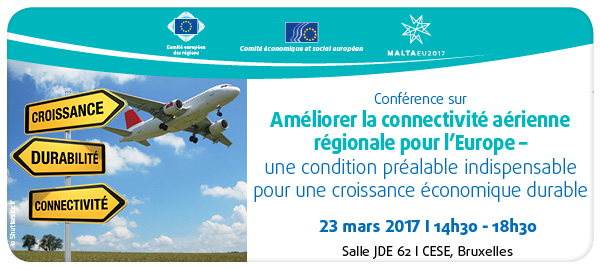 Comité européen
des régions
Comité économique et social européen
MALTAEU2017
CROISSANCE
DURABILITÉ
CONNECTIVITÉ
© Shutterstock
Conférence sur
Améliorer la connectivité aérienne
régionale pour l'Europe –
une condition préalable indispensable
pour une croissance économique durable
23 mars 2017 I 14h30 - 18h30
Salle JDE 62 I CESE, Bruxelles